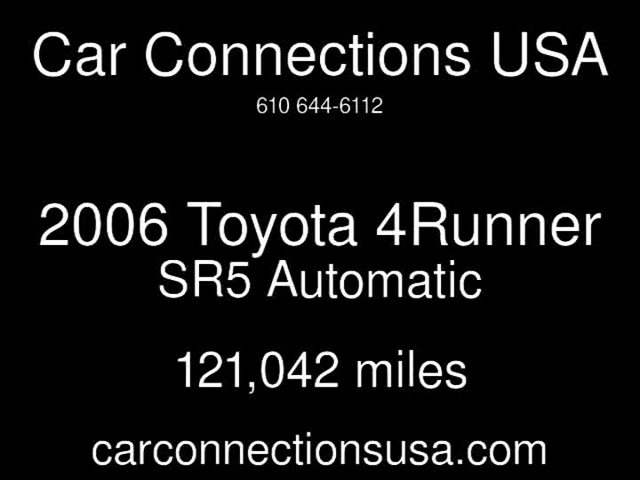 Car Connections USA
610 644-6112
2006 Toyota 4Runner
SR5 Automatic
121,042 miles
carconnectionsusa.com